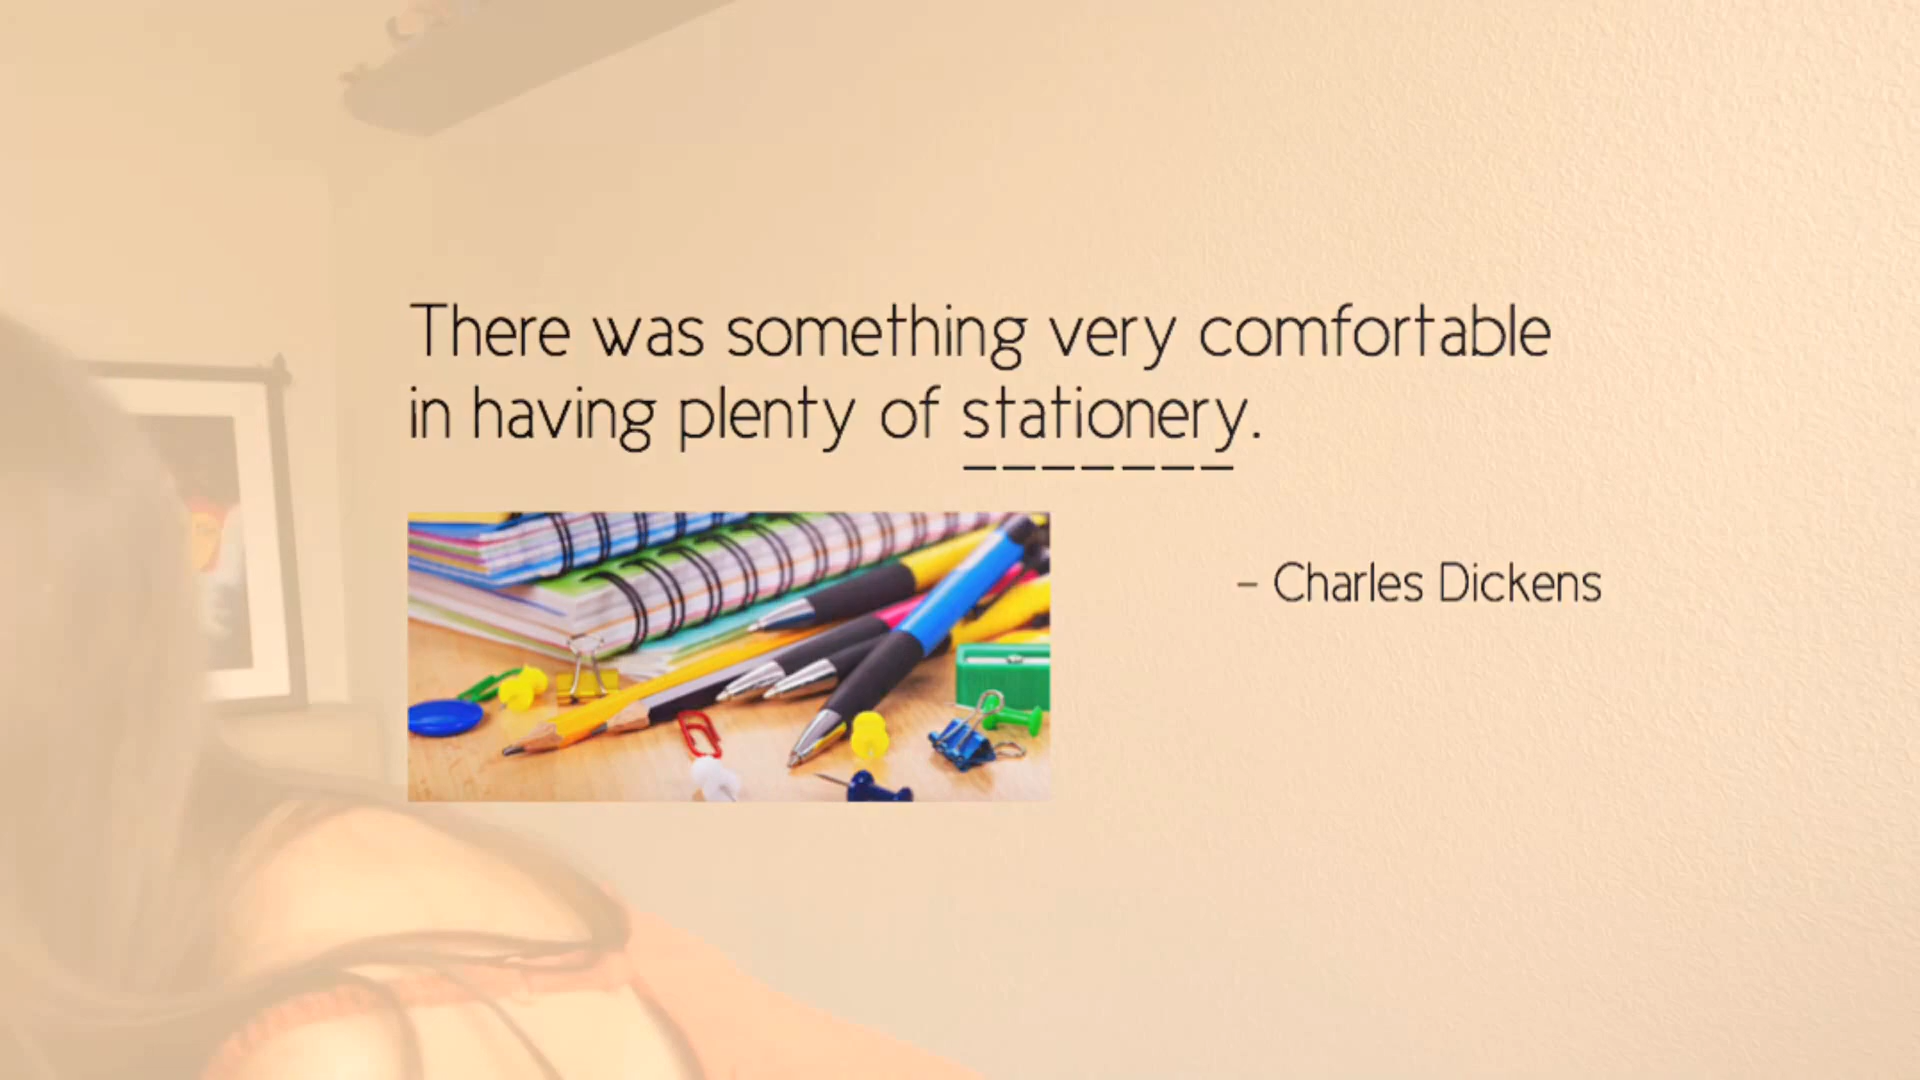 There was something very comfortable
in having plenty of stationery.
– Charles Dickens